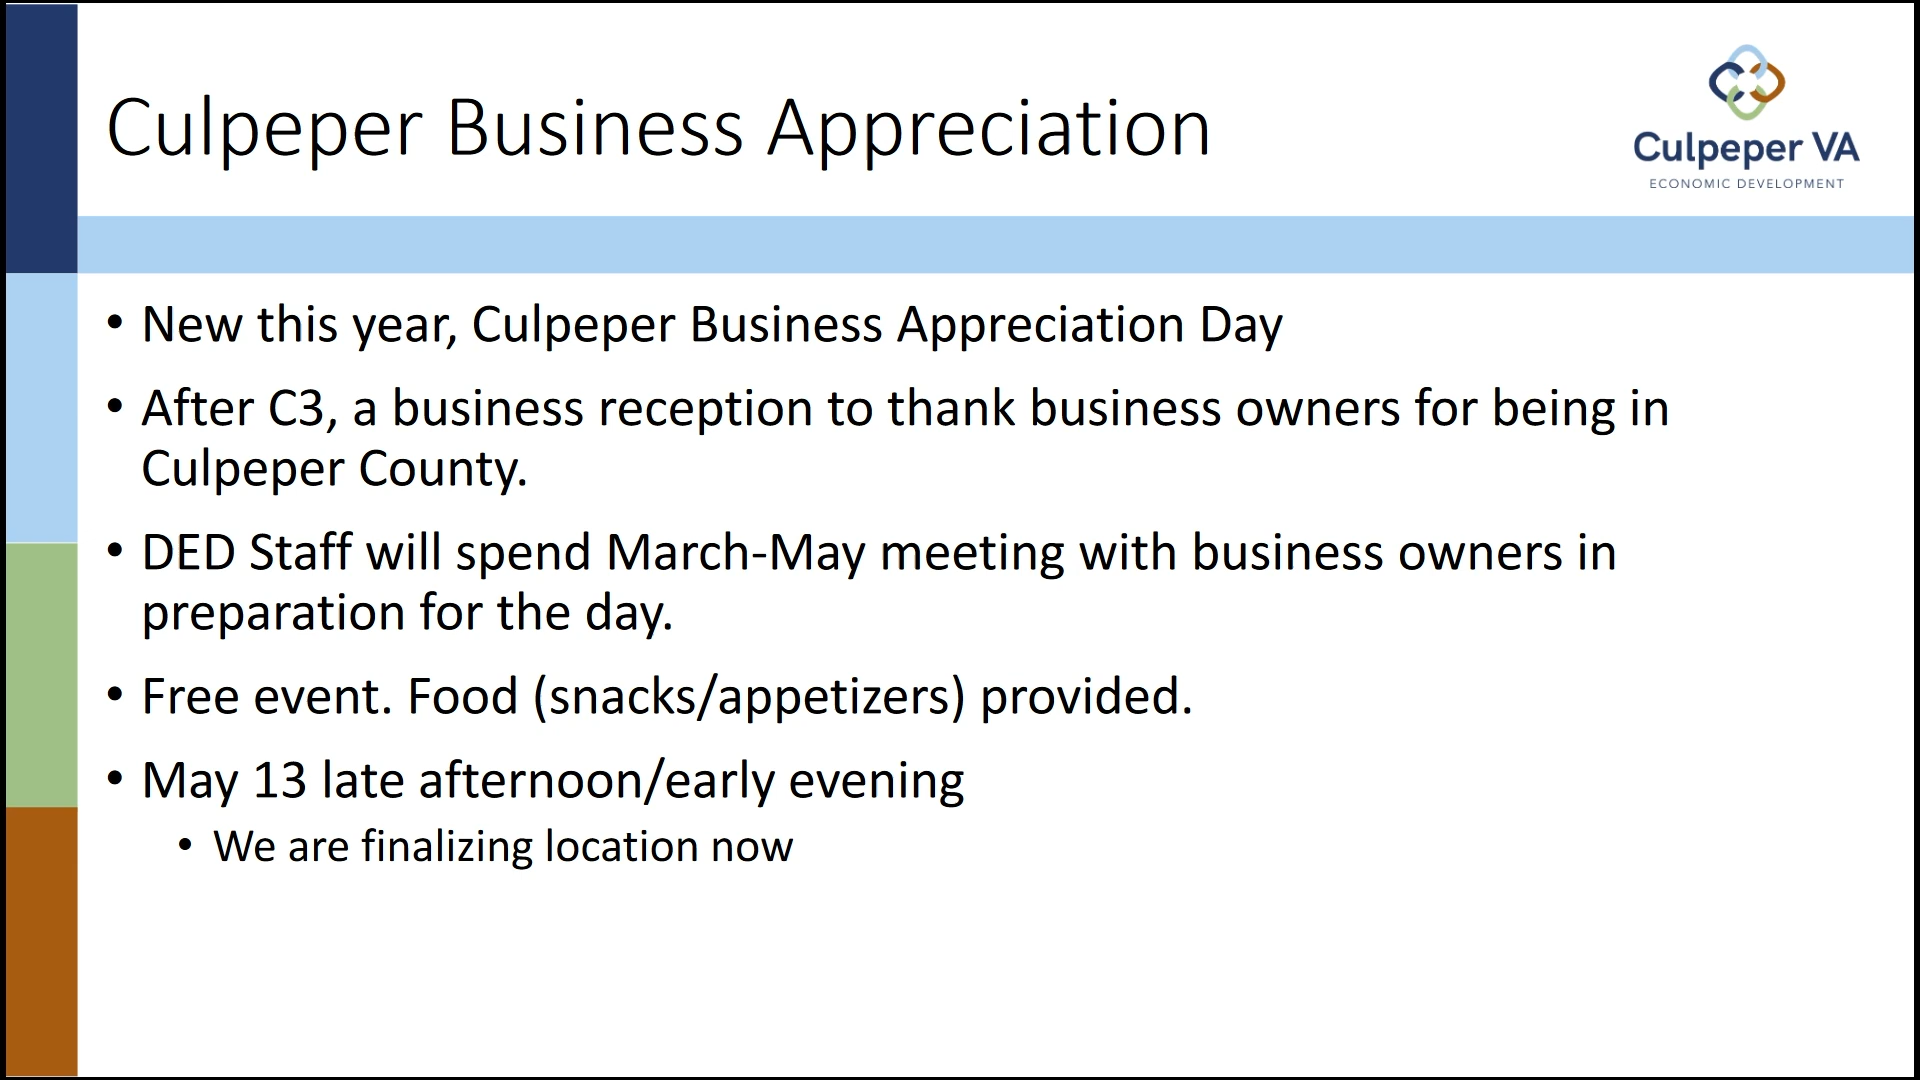 Culpeper Business Appreciation
Culpeper VA
ECONOMIC DEVELOPMENT
• New this year, Culpeper Business Appreciation Day
• After C3, a business reception to thank business owners for being in
Culpeper County.
• DED Staff will spend March-May meeting with business owners in
preparation for the day.
• Free event. Food (snacks/appetizers) provided.
• May 13 late afternoon/early evening
• We are finalizing location now